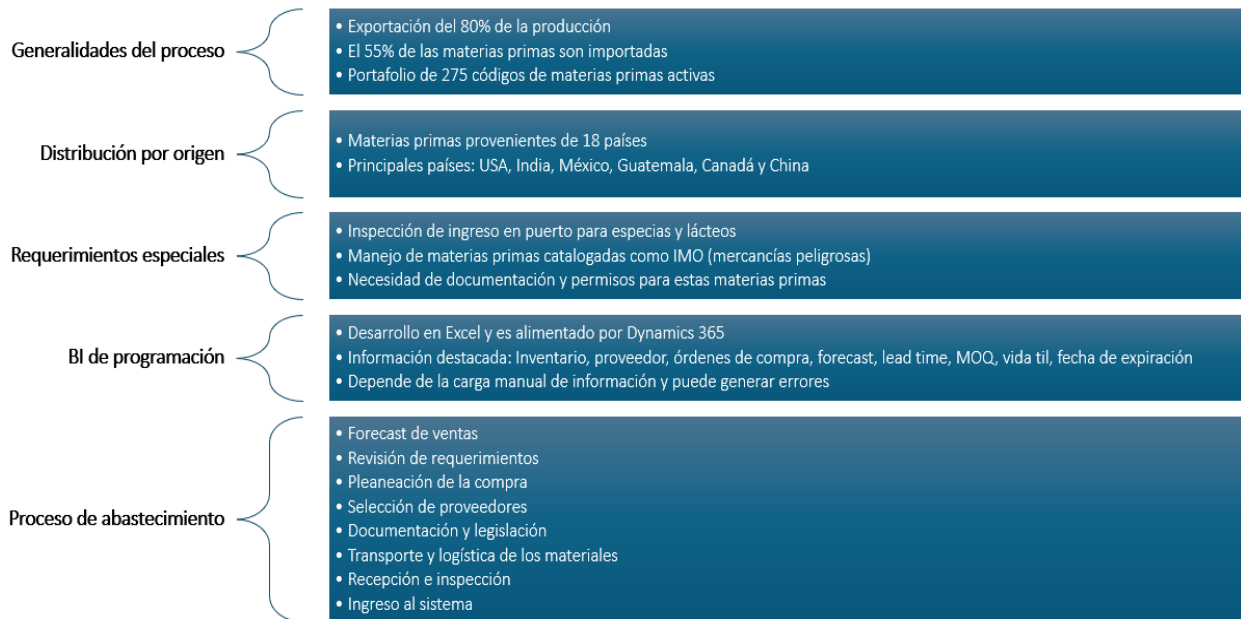 Generalidades del proceso
• Exportación del 80% de la producción
• El 55% de las materias primas son importadas
• Portafolio de 275 códigos de materias primas activas
Distribución por origen
• Materias primas provenientes de 18 países
• Principales países: USA, India, México, Guatemala, Canadá y China
Requerimientos especiales
• Inspección de ingreso en puerto para especias y lácteos
• Manejo de materias primas catalogadas como IMO (mercancías peligrosas)
• Necesidad de documentación y permisos para estas materias primas
BI de programación
• Desarrollo en Excel y es alimentado por Dynamics 365
• Información destacada: Inventario, proveedor, órdenes de compra, forecast, lead time, MOQ, vida til, fecha de expiración
• Depende de la carga manual de información y puede generar errores
Proceso de abastecimiento
• Forecast de ventas
• Revisión de requerimientos
• Pleaneación de la compra
• Selección de proveedores
• Documentación y legislación
• Transporte y logística de los materiales
• Recepción e inspección
• Ingreso al sistema